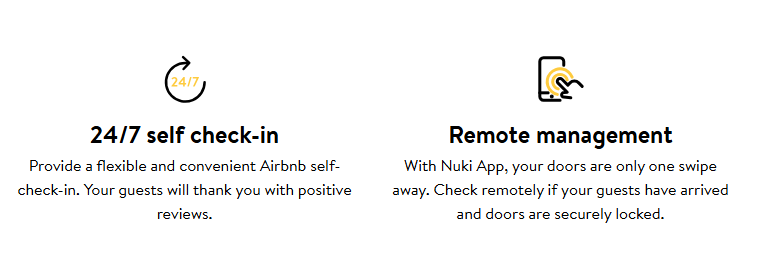 24/7
24/7 self check-in
Provide a flexible and convenient Airbnb self-
check-in. Your guests will thank you with positive
reviews.
Remote management
With Nuki App, your doors are only one swipe
away. Check remotely if your guests have arrived
and doors are securely locked.